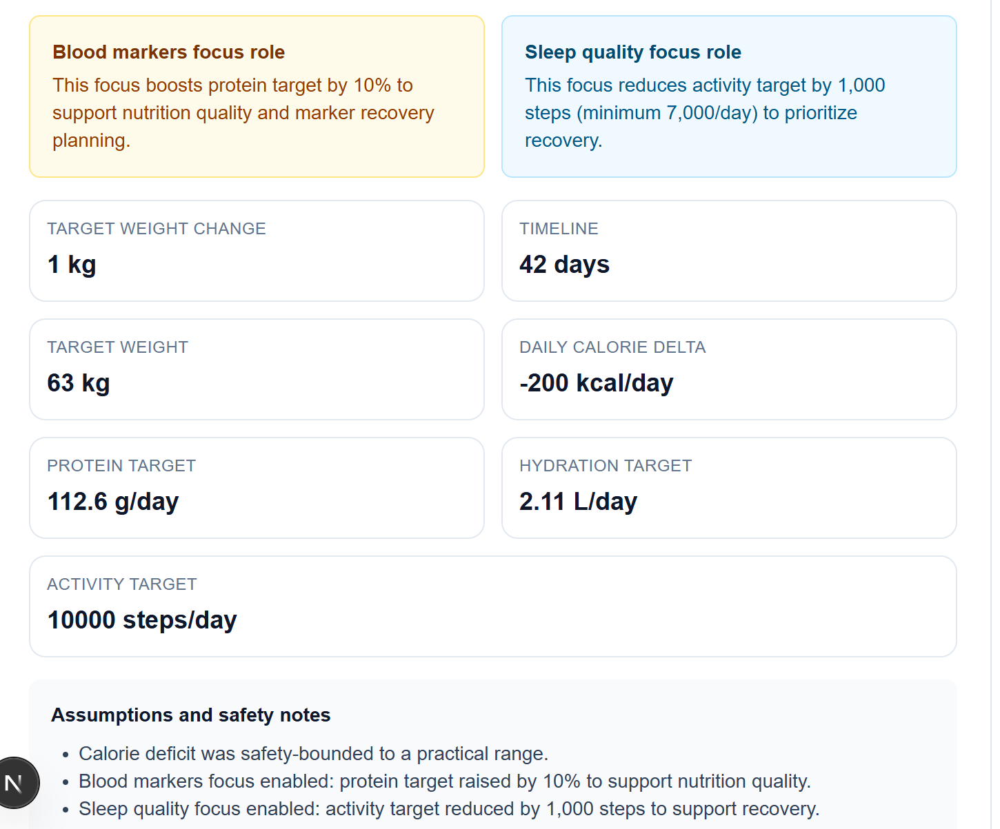 Blood markers focus role
This focus boosts protein target by 10% to
support nutrition quality and marker recovery
planning.
Sleep quality focus role
This focus reduces activity target by 1,000
steps (minimum 7,000/day) to prioritize
recovery.
TARGET WEIGHT CHANGE
1 kg
TIMELINE
42 days
TARGET WEIGHT
63 kg
DAILY CALORIE DELTA
-200 kcal/day
PROTEIN TARGET
112.6 g/day
HYDRATION TARGET
2.11 L/day
ACTIVITY TARGET
10000 steps/day
Assumptions and safety notes
• Calorie deficit was safety-bounded to a practical range.
• Blood markers focus enabled: protein target raised by 10% to support nutrition quality.
• Sleep quality focus enabled: activity target reduced by 1,000 steps to support recovery.
N